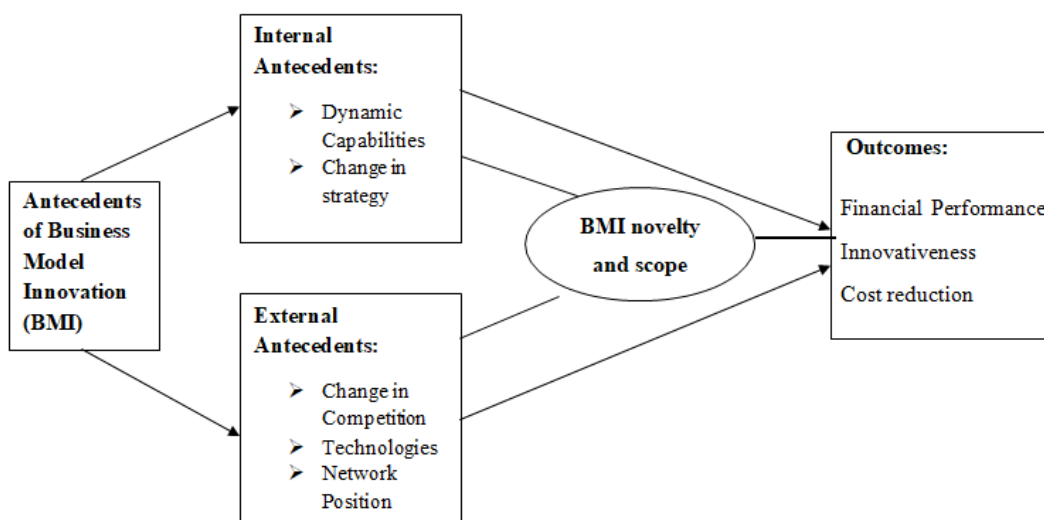 Antecedents
of Business
Model
Innovation
(BMI)
Internal
Antecedents:
➢ Dynamic
Capabilities
➢ Change in
strategy
External
Antecedents:
➢ Change in
Competition
➢ Technologies
➢ Network
Position
BMI novelty
and scope
Outcomes:
Financial Performance
Innovativeness
Cost reduction